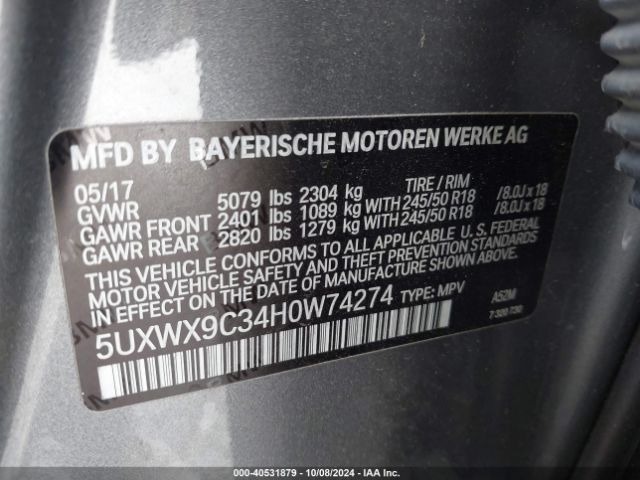 MFD BY BAYERISCHE MOTOREN WERKE AG
05/17 TIRE / RIM
GVWR 5079 lbs 2304 kg
GAWR FRONT 2401 lbs 1089 kg WITH 245/50 R18 /8.0J x 18
GAWR REAR 2820 lbs 1279 kg WITH 245/50 R18 /8.0J x 18
THIS VEHICLE CONFORMS TO ALL APPLICABLE U. S. FEDERAL
MOTOR VEHICLE SAFETY AND THEFT PREVENTION STANDARDS
IN EFFECT ON THE DATE OF MANUFACTURE SHOWN ABOVE.
5UXWX9C34H0W74274 TYPE: MPV A52M
7 320 730
000-40531879 - 10/08/2024 - IAA Inc.